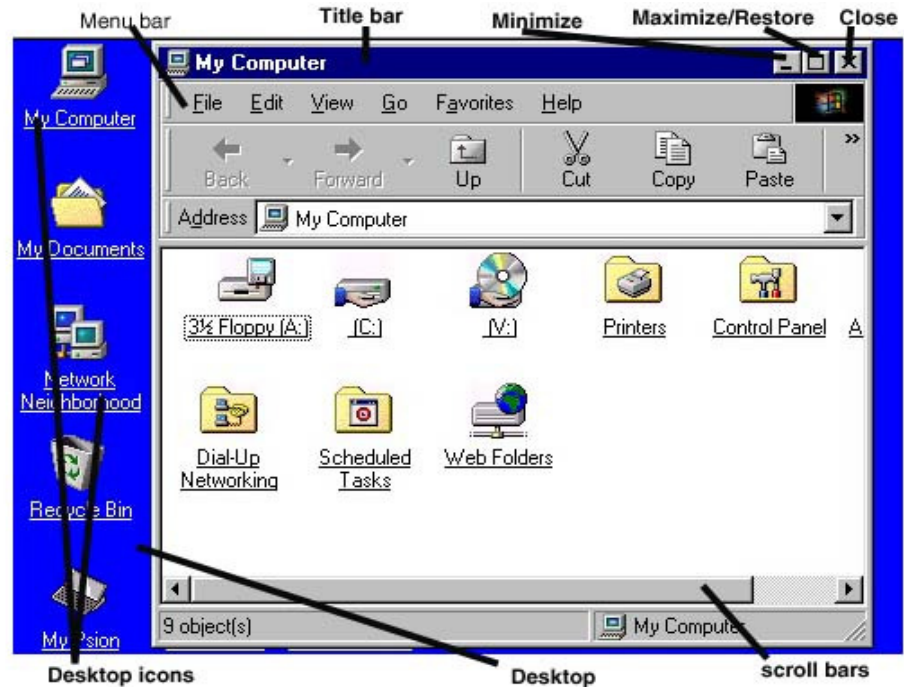 Menu bar
Title bar
Minimize
Maximize/Restore
Close
My Computer
My Documents
Network
Neighborhood
Recycle Bin
My Psion
My Computer
File Edit View Go Favorites Help
Back Forward Up Cut Copy Paste »
Address My Computer
3½ Floppy (A:) (C:) (V:) Printers Control Panel A
Dial-Up
Networking
Scheduled
Tasks
Web Folders
9 object(s) My Computer
Desktop icons
Desktop
scroll bars